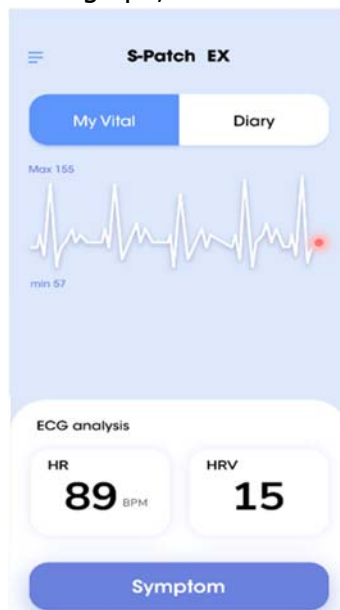 S-Patch EX
My Vital Diary
Max 155
min 57
ECG analysis
HR HRV
89 BPM 15
Symptom